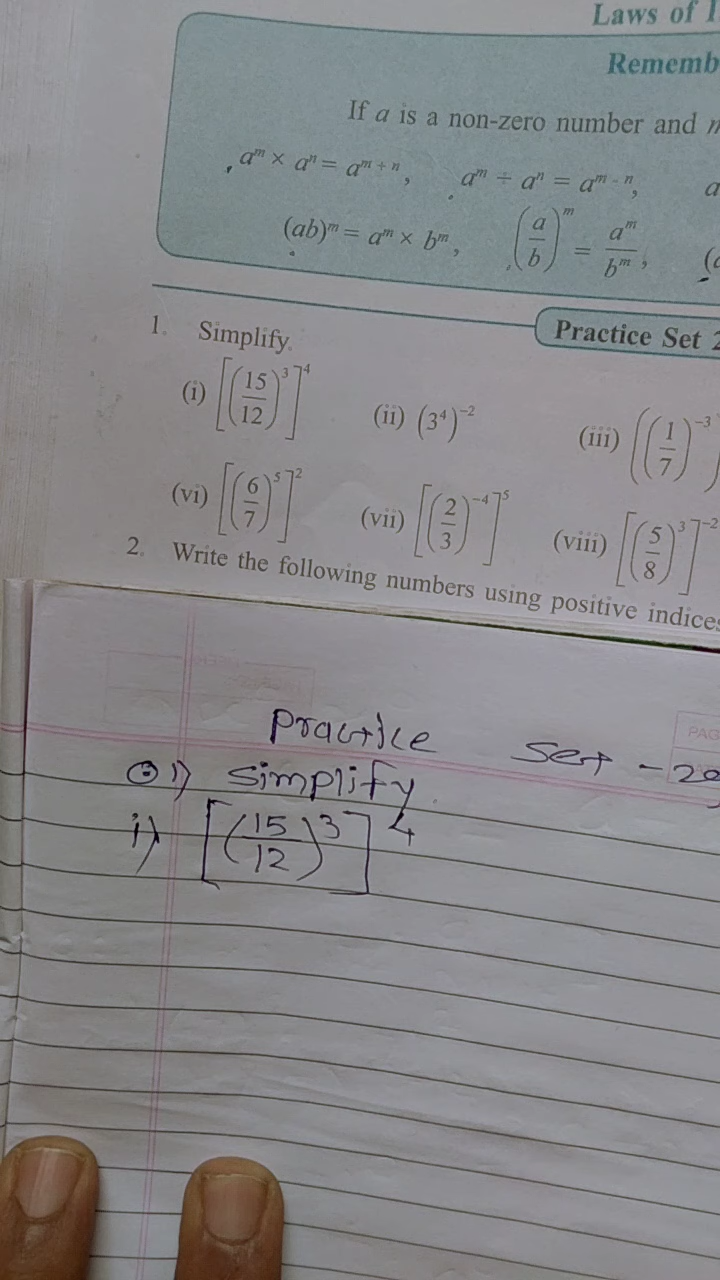 Laws of I
Rememb
If a is a non-zero number and m
a^m × a^n = a^(m + n), a^m ÷ a^n = a^(m - n), a
(ab)^m = a^m × b^m, (a/b)^m = a^m/b^m, (a
Practice Set 2
1. Simplify.
(i) [(15/12)^3]^4 (ii) (3^4)^-2 (iii) ((1/7)^-3)
(vi) [(6/7)^5]^2 (vii) [(2/3)^-4]^5 (viii) [(5/8)^3]^-2
2. Write the following numbers using positive indices
PAG
Practice Set - 29
Q1) Simplify.
i) [(15/12)^3]^4